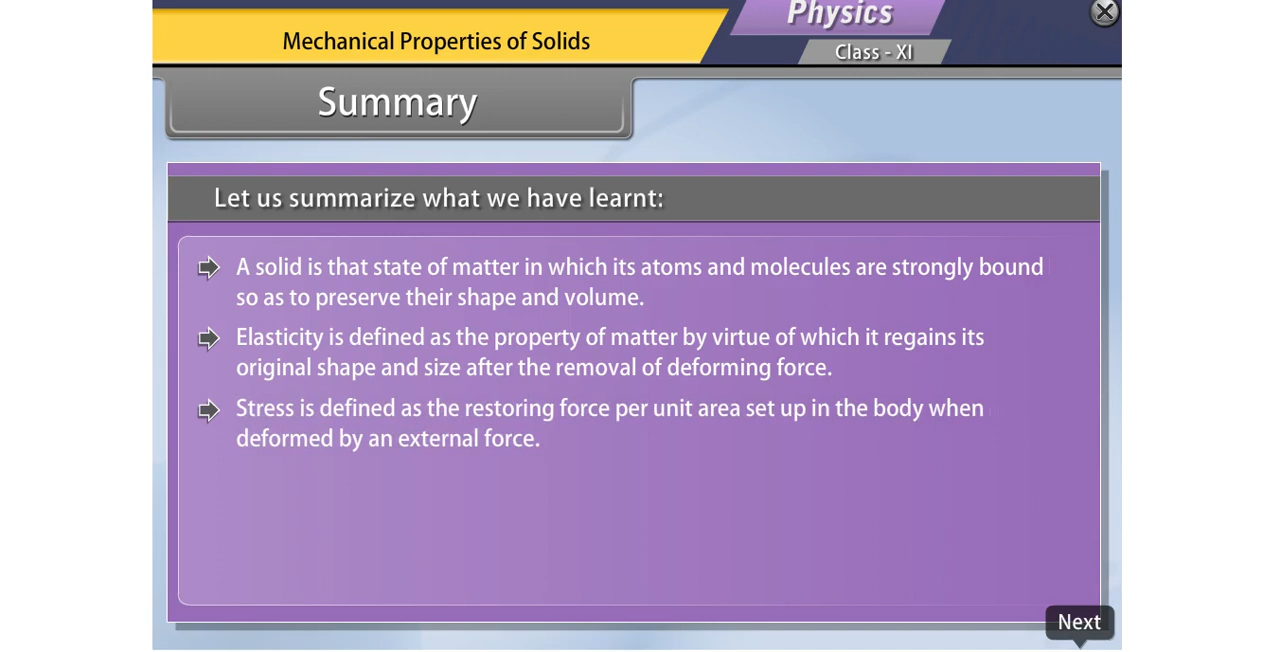 Physics
Mechanical Properties of Solids
Class - XI
Summary
Let us summarize what we have learnt:
A solid is that state of matter in which its atoms and molecules are strongly bound
so as to preserve their shape and volume.
Elasticity is defined as the property of matter by virtue of which it regains its
original shape and size after the removal of deforming force.
Stress is defined as the restoring force per unit area set up in the body when
deformed by an external force.
Next